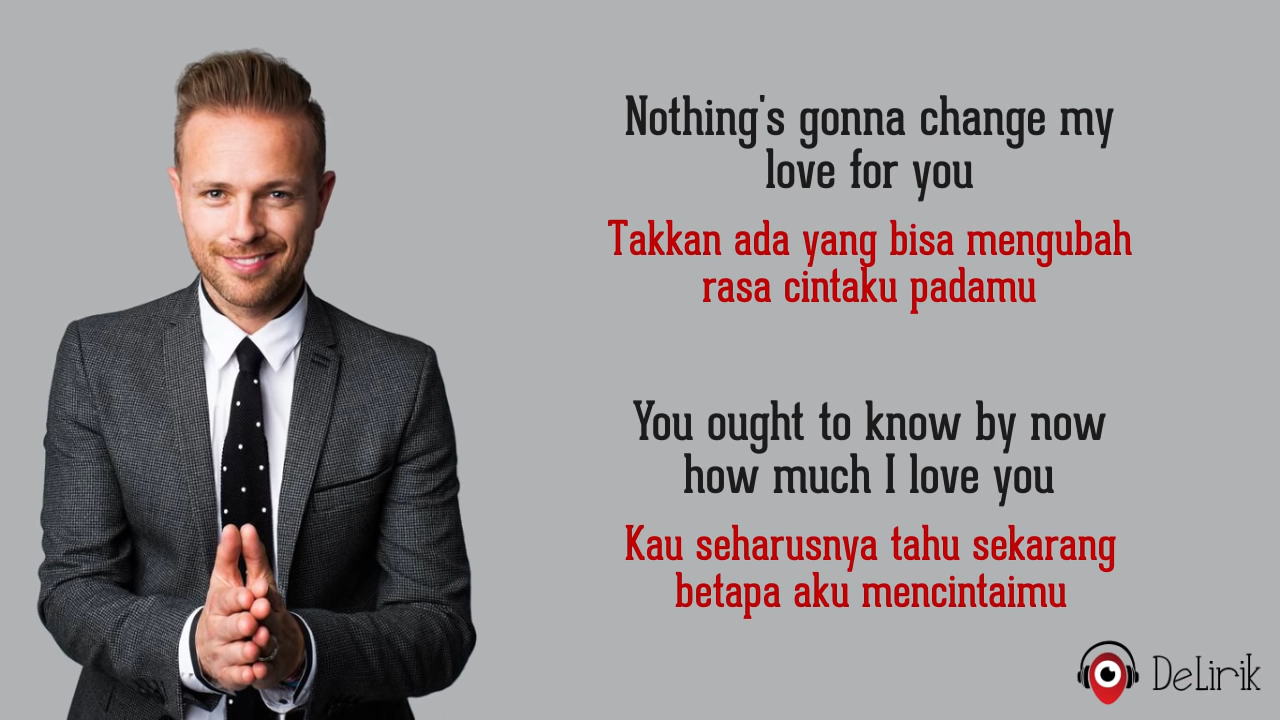 Nothing's gonna change my
love for you
Takkan ada yang bisa mengubah
rasa cintaku padamu
You ought to know by now
how much I love you
Kau seharusnya tahu sekarang
betapa aku mencintaimu
DeLirik